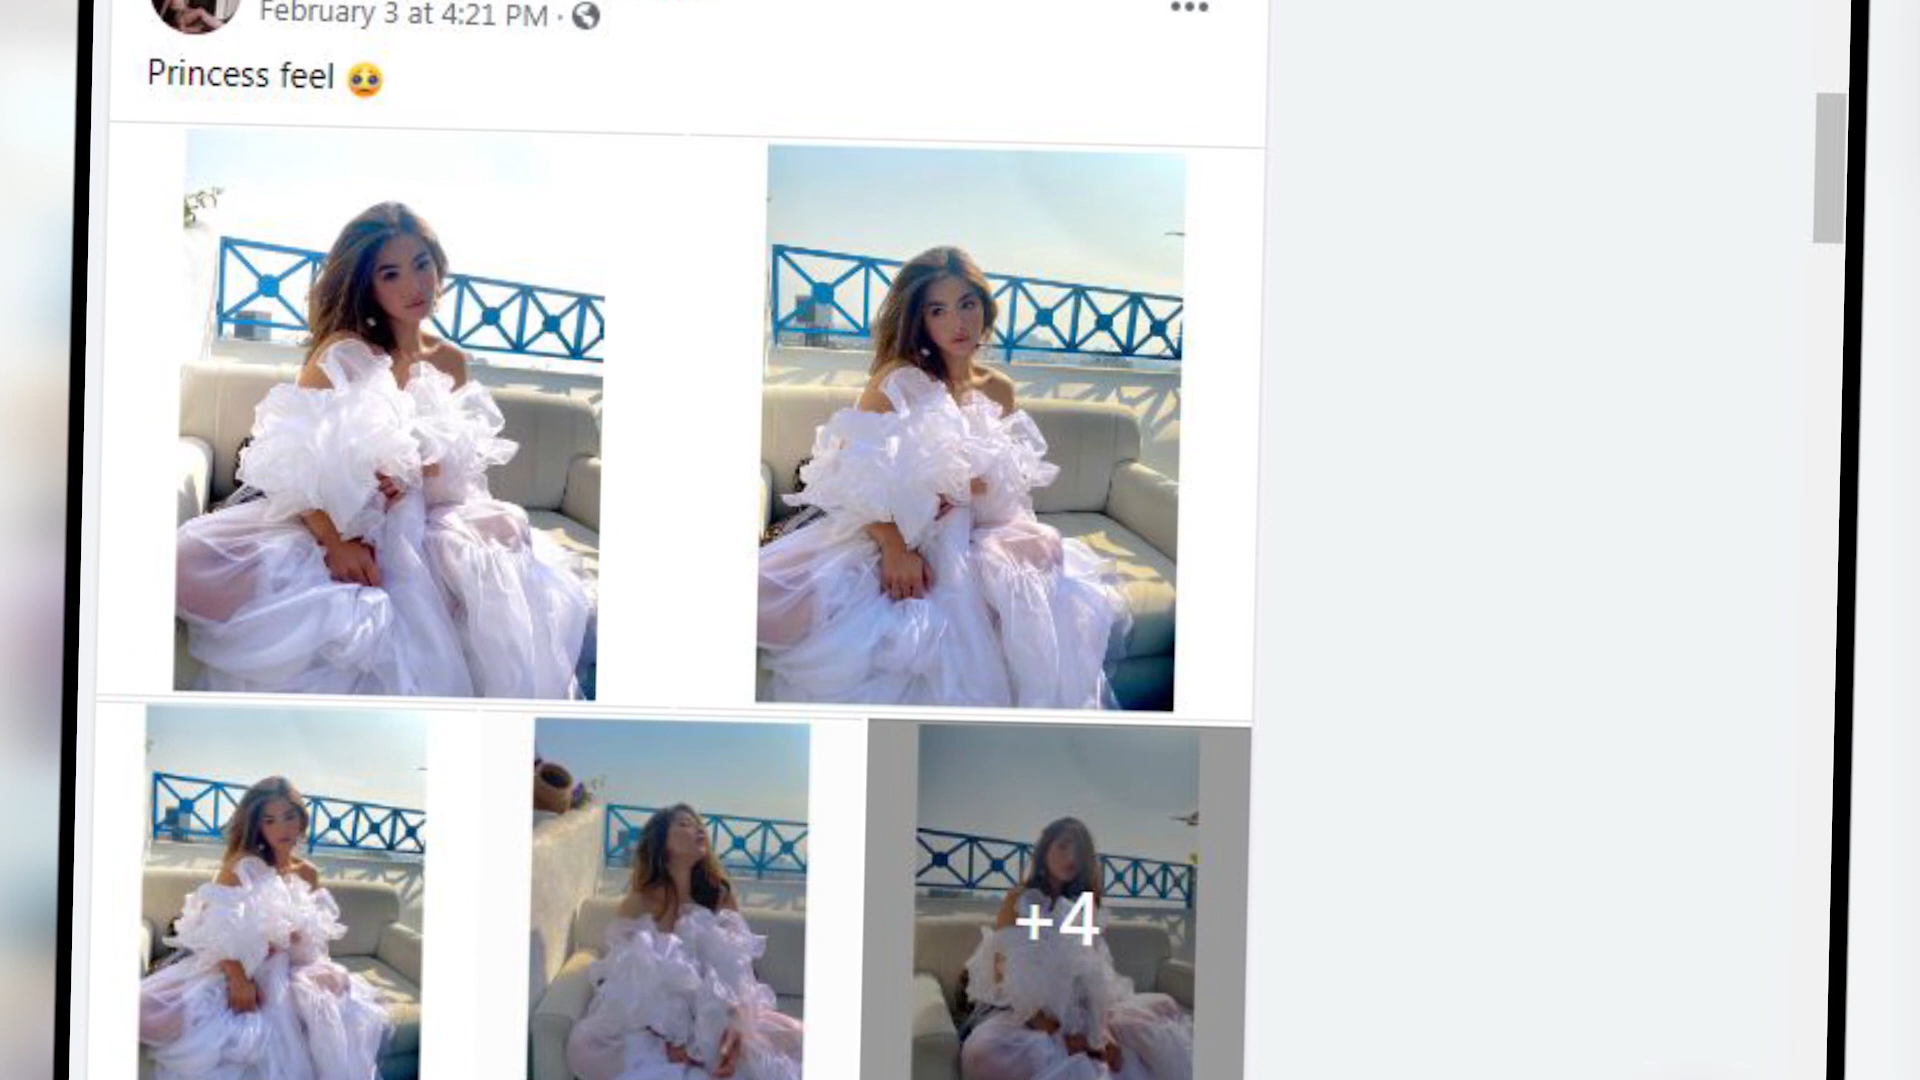 February 3 at 4:21 PM ·
Princess feel 🥹
+4